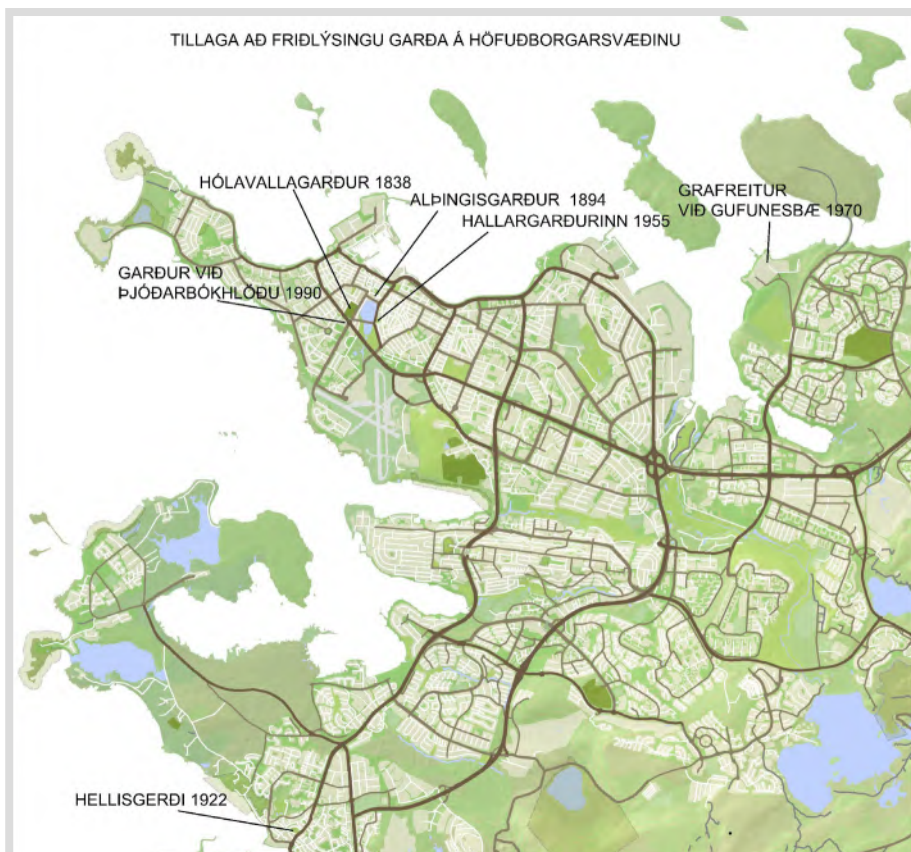 TILLAGA AÐ FRIÐLÝSINGU GARÐA Á HÖFUÐBORGARSVÆÐINU
HÓLAVALLAGARÐUR 1838
ALÞINGISGARÐUR 1894
HALLARGARÐURINN 1955
GRAFREITUR
VIÐ GUFUNESBÆ 1970
GARÐUR VIÐ
ÞJÓÐARBÓKHLÖÐU 1990
HELLISGERÐI 1922